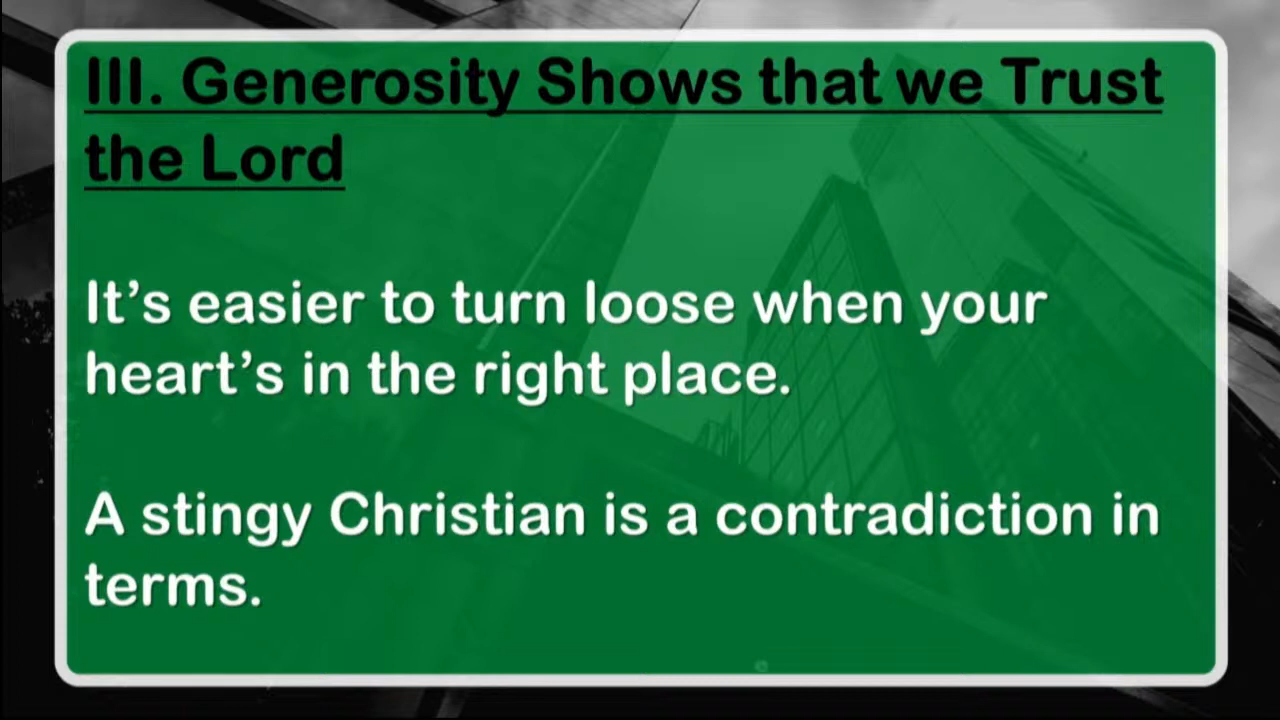 III. Generosity Shows that we Trust
the Lord
It’s easier to turn loose when your
heart’s in the right place.
A stingy Christian is a contradiction in
terms.